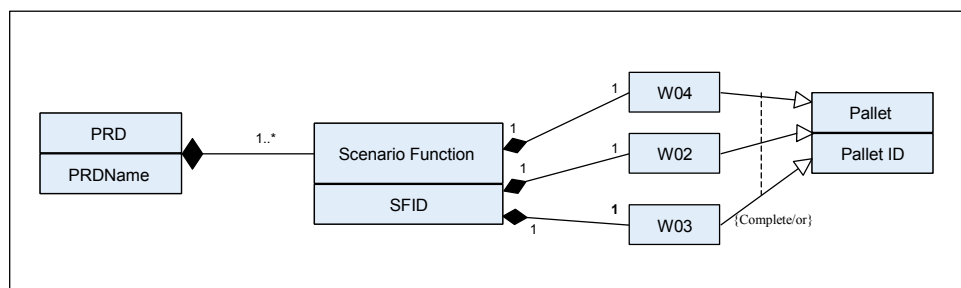 PRD
PRDName
1..*
Scenario Function
SFID
1
1
W04
1
1
W02
1
1
W03
Pallet
Pallet ID
{Complete/or}